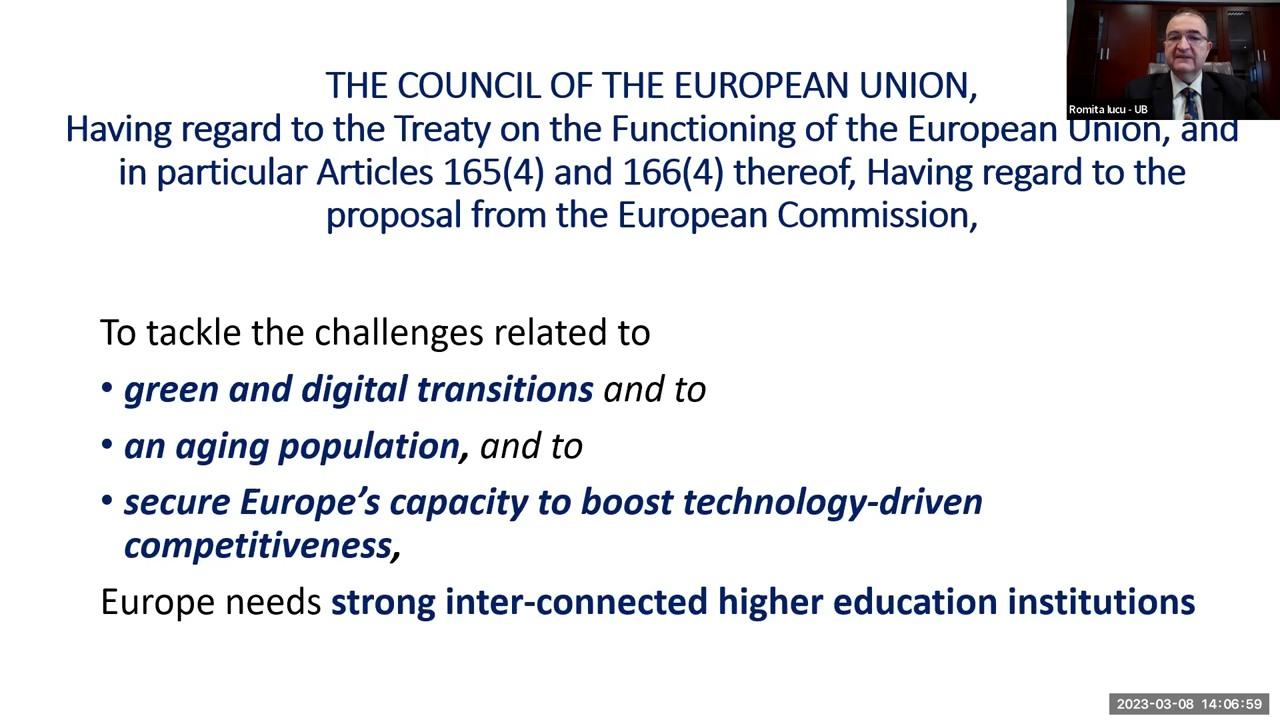 THE COUNCIL OF THE EUROPEAN UNION,
Having regard to the Treaty on the Functioning of the European Union, and
in particular Articles 165(4) and 166(4) thereof, Having regard to the
proposal from the European Commission,
Romita Iucu - UB
To tackle the challenges related to
• green and digital transitions and to
• an aging population, and to
• secure Europe’s capacity to boost technology-driven
competitiveness,
Europe needs strong inter-connected higher education institutions
2023-03-08 14:06:59